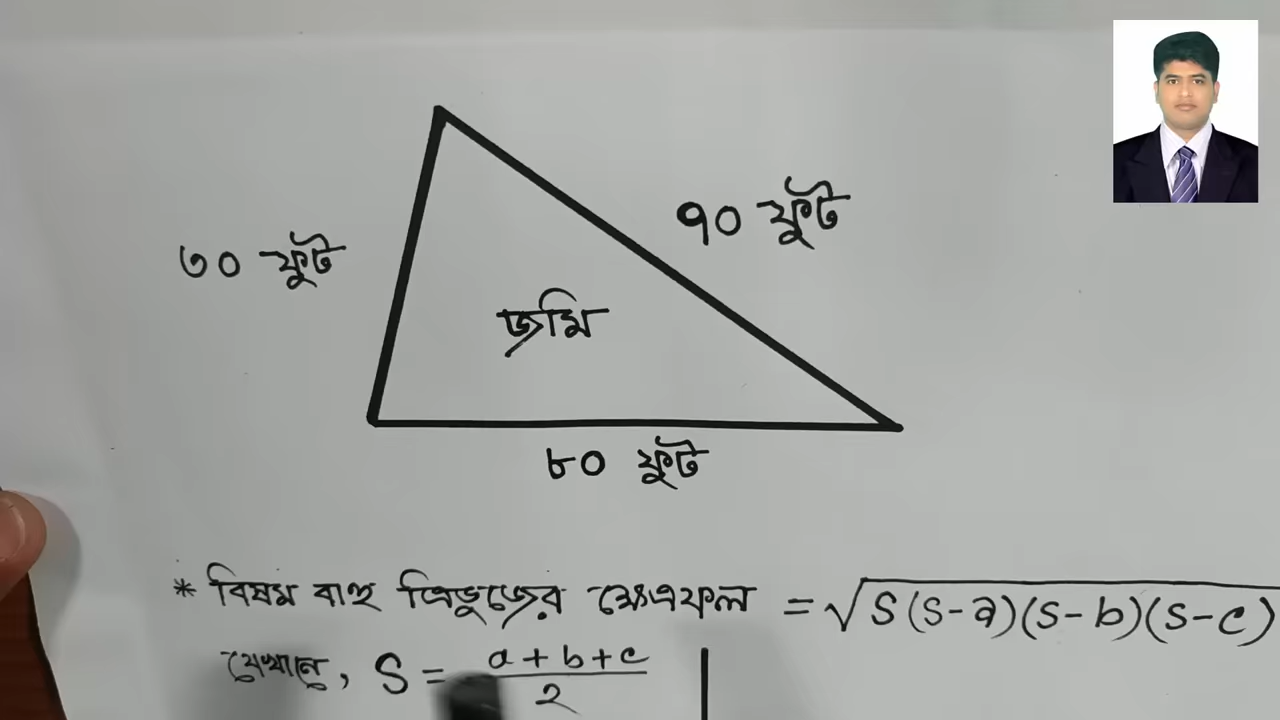 ৩০ ফুট
৭০ ফুট
জমি
৮০ ফুট
* বিষম বাহু ত্রিভুজের ক্ষেত্রফল = √S(S-a)(S-b)(S-c)
যেখানে, S = a+b+c
2